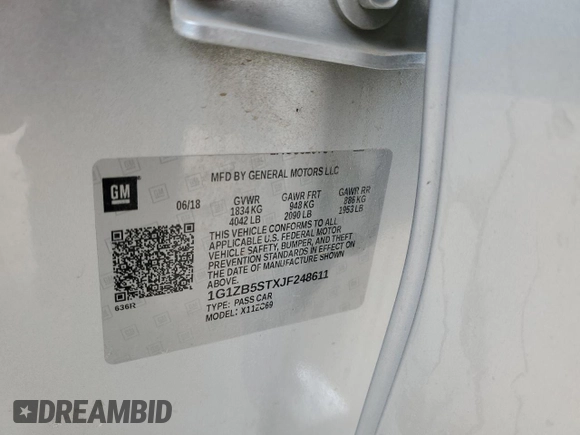 MFD BY GENERAL MOTORS LLC
GM
06/18 GVWR GAWR FRT GAWR RR
1834 KG 948 KG 886 KG
4042 LB 2090 LB 1953 LB
THIS VEHICLE CONFORMS TO ALL
APPLICABLE U.S. FEDERAL MOTOR
VEHICLE SAFETY, BUMPER, AND THEFT
PREVENTION STANDARDS IN EFFECT ON
THE DATE OF MANUFACTURE SHOWN
ABOVE.
1G1ZB5STXJF248611
TYPE: PASS CAR
MODEL: X11ZC69
636R
DREAMBID